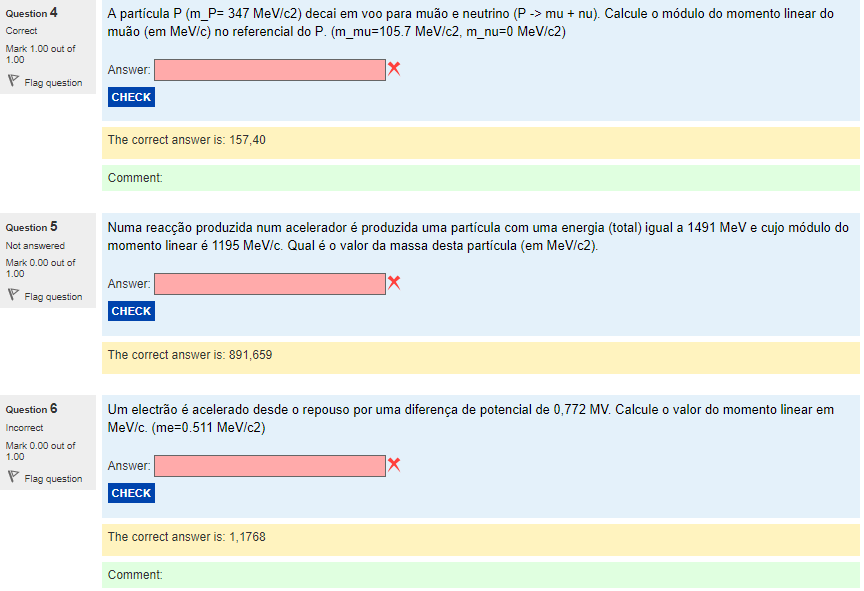 Question 4
Correct
Mark 1.00 out of
1.00
Flag question
A partícula P (m_P= 347 MeV/c2) decai em voo para muão e neutrino (P -> mu + nu). Calcule o módulo do momento linear do
muão (em MeV/c) no referencial do P. (m_mu=105.7 MeV/c2, m_nu=0 MeV/c2)
Answer:
CHECK
The correct answer is: 157,40
Comment:
Question 5
Not answered
Mark 0.00 out of
1.00
Flag question
Numa reacção produzida num acelerador é produzida uma partícula com uma energia (total) igual a 1491 MeV e cujo módulo do
momento linear é 1195 MeV/c. Qual é o valor da massa desta partícula (em MeV/c2).
Answer:
CHECK
The correct answer is: 891,659
Question 6
Incorrect
Mark 0.00 out of
1.00
Flag question
Um electrão é acelerado desde o repouso por uma diferença de potencial de 0,772 MV. Calcule o valor do momento linear em
MeV/c. (me=0.511 MeV/c2)
Answer:
CHECK
The correct answer is: 1,1768
Comment: